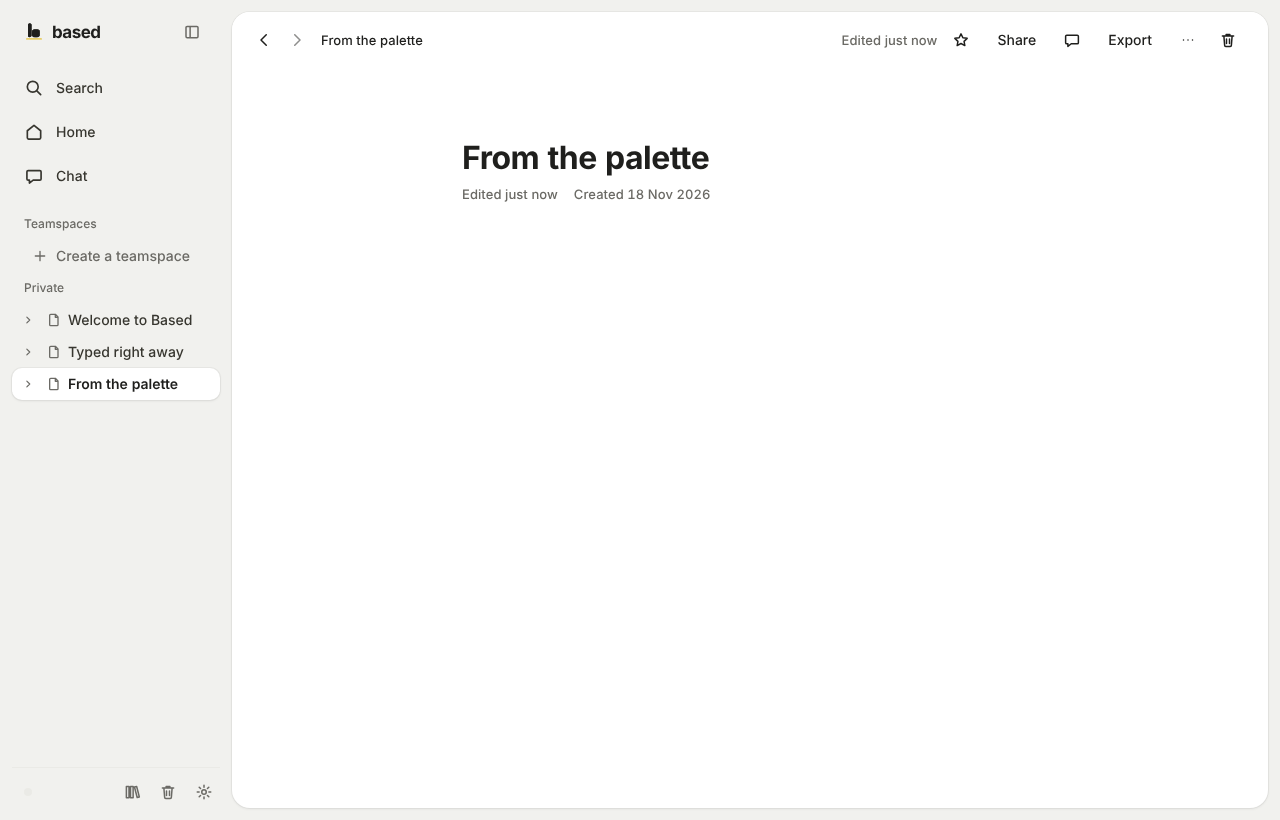 based
Search
Home
Chat
Teamspaces
Create a teamspace
Private
Welcome to Based
Typed right away
From the palette
From the palette
Edited just now
Share
Export
From the palette
Edited just now Created 18 Nov 2026